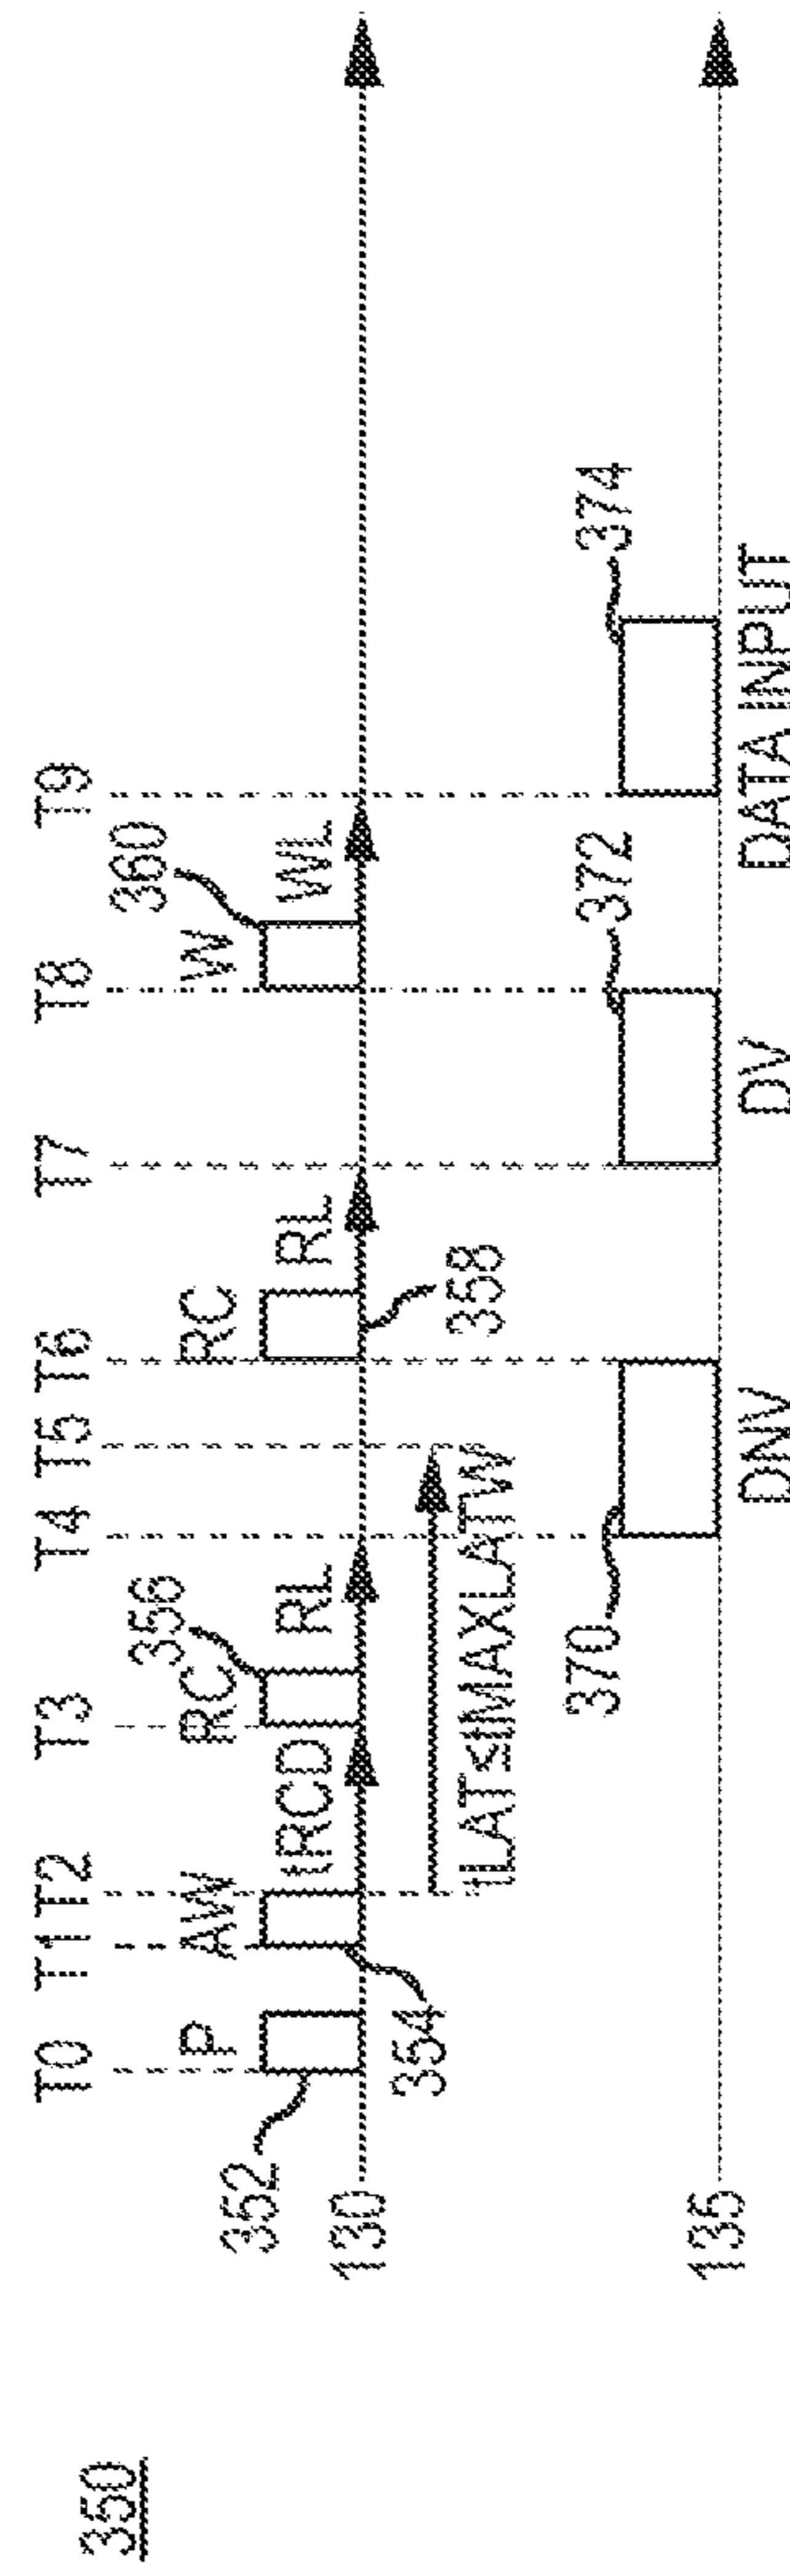 350
T0 T1 T2 T3 T4 T5 T6 T7 T8 T9
P AW RC RC W
352 356 360
tRCD RL RL WL
130
354 358
tLAT≤tMAXLATW
370 372 374
135
DNV DV DATA INPUT